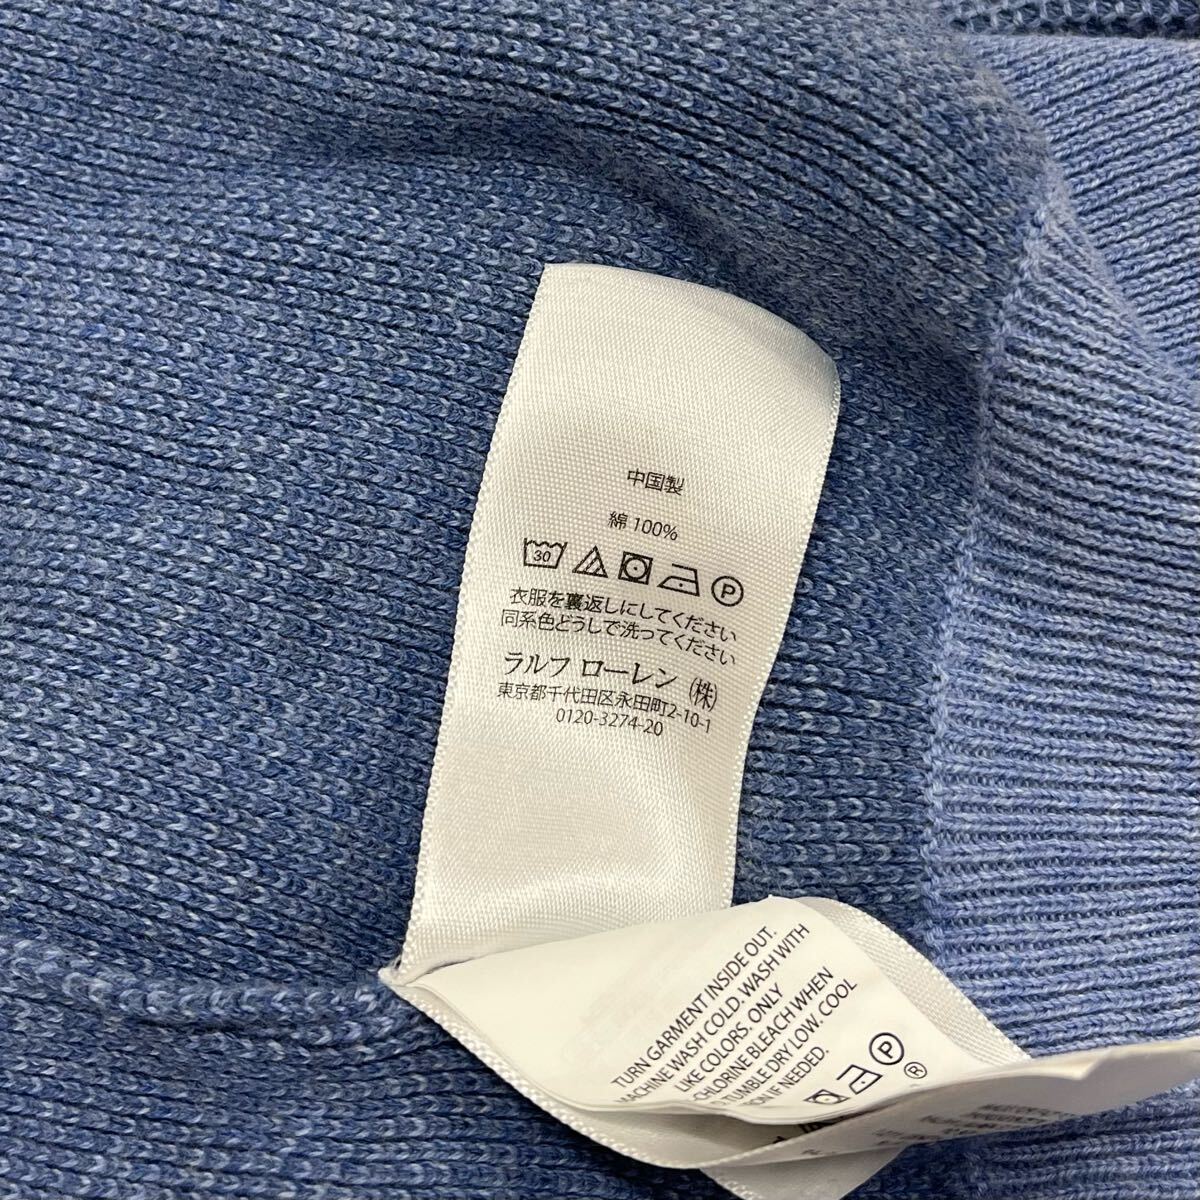 中国製
綿 100%
30 P
衣服を裏返しにしてください
同系色どうしで洗ってください
ラルフ ローレン (株)
東京都千代田区永田町2-10-1
0120-3274-20
TURN GARMENT INSIDE OUT.
MACHINE WASH COLD. WASH WITH
LIKE COLORS. ONLY
CHLORINE BLEACH WHEN
TUMBLE DRY LOW. COOL
IF NEEDED.
P
®